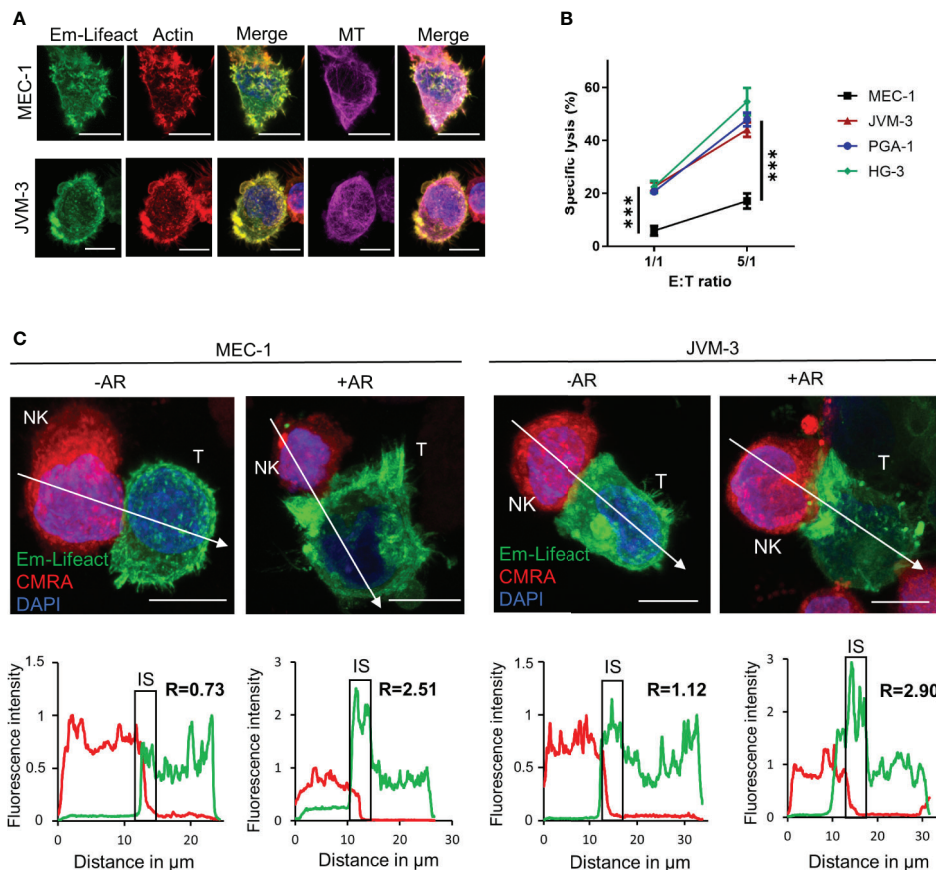 A
Em-Lifeact Actin Merge MT Merge
MEC-1
JVM-3
B
Specific lysis (%)
60
40
20
0
***
***
1/1 5/1
E:T ratio
MEC-1
JVM-3
PGA-1
HG-3
C
MEC-1
-AR +AR
NK
T
Em-Lifeact
CMRA
DAPI
NK
T
JVM-3
-AR +AR
NK
T
Em-Lifeact
CMRA
DAPI
NK
T
Fluorescence intensity
1.5
1
0.5
0
IS
R=0.73
0 10 20
Distance in µm
Fluorescence intensity
3
2
1
0
IS
R=2.51
0 10 20 30
Distance in µm
Fluorescence intensity
1.5
1
0.5
0
IS
R=1.12
0 10 20 30
Distance in µm
Fluorescence intensity
3
2
1
0
IS
R=2.90
0 10 20 30
Distance in µm